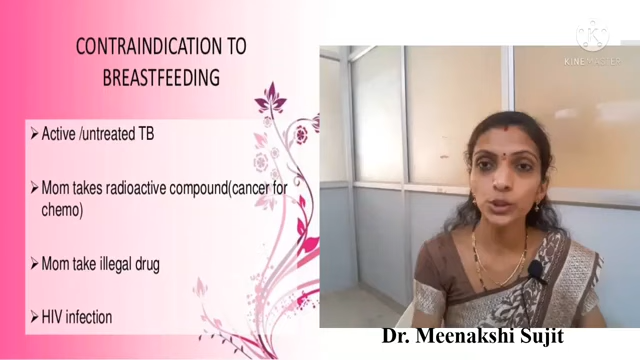 CONTRAINDICATION TO
BREASTFEEDING
➢ Active /untreated TB
➢ Mom takes radioactive compound(cancer for
chemo)
➢ Mom take illegal drug
➢ HIV infection
KINEMASTER
Dr. Meenakshi Sujit